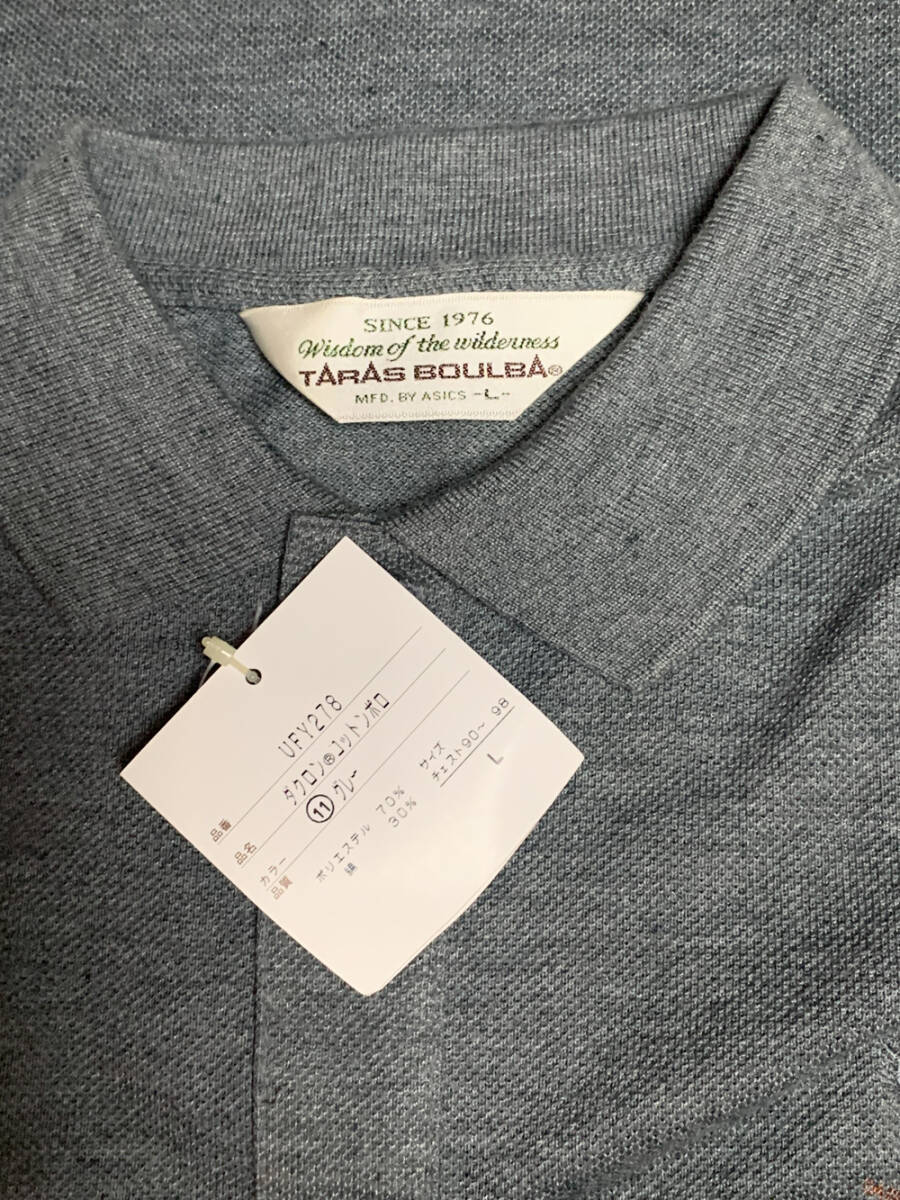 SINCE 1976
Wisdom of the wilderness
TARAS BOULBA®
MFD. BY ASICS -L-
品番 UFY278
品名 ダクロン®コットンポロ
カラー ⑪グレー
品質 ポリエステル 70%
綿 30%
サイズ
チェスト90～98
L